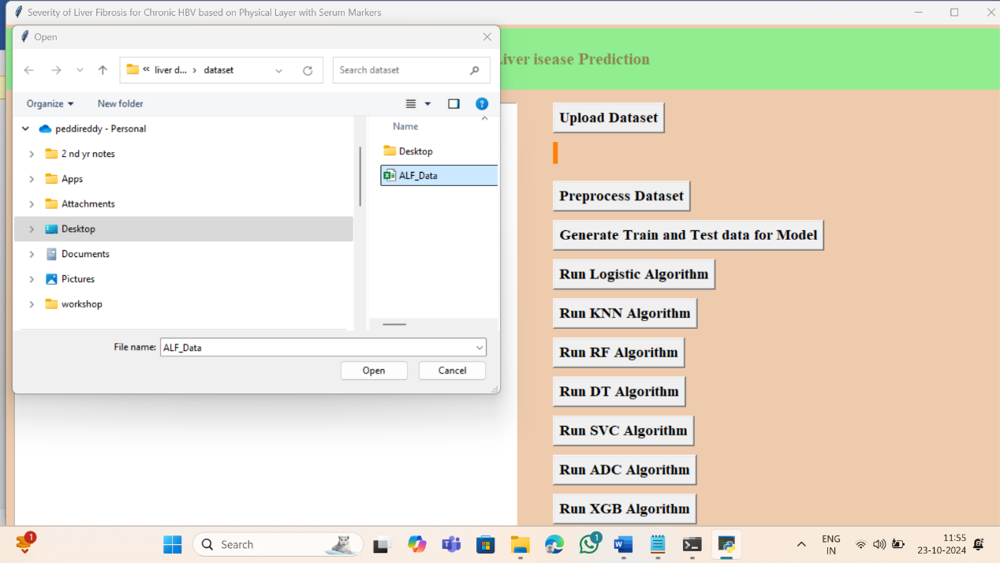 Severity of Liver Fibrosis for Chronic HBV based on Physical Layer with Serum Markers
Open
Liver isease Prediction
« liver d... › dataset
Search dataset
Organize
New folder
peddireddy - Personal
2 nd yr notes
Apps
Attachments
Desktop
Documents
Pictures
workshop
Name
Desktop
ALF_Data
File name: ALF_Data
Open
Cancel
Upload Dataset
Preprocess Dataset
Generate Train and Test data for Model
Run Logistic Algorithm
Run KNN Algorithm
Run RF Algorithm
Run DT Algorithm
Run SVC Algorithm
Run ADC Algorithm
Run XGB Algorithm
1
Search
1
ENG
IN
11:55
23-10-2024